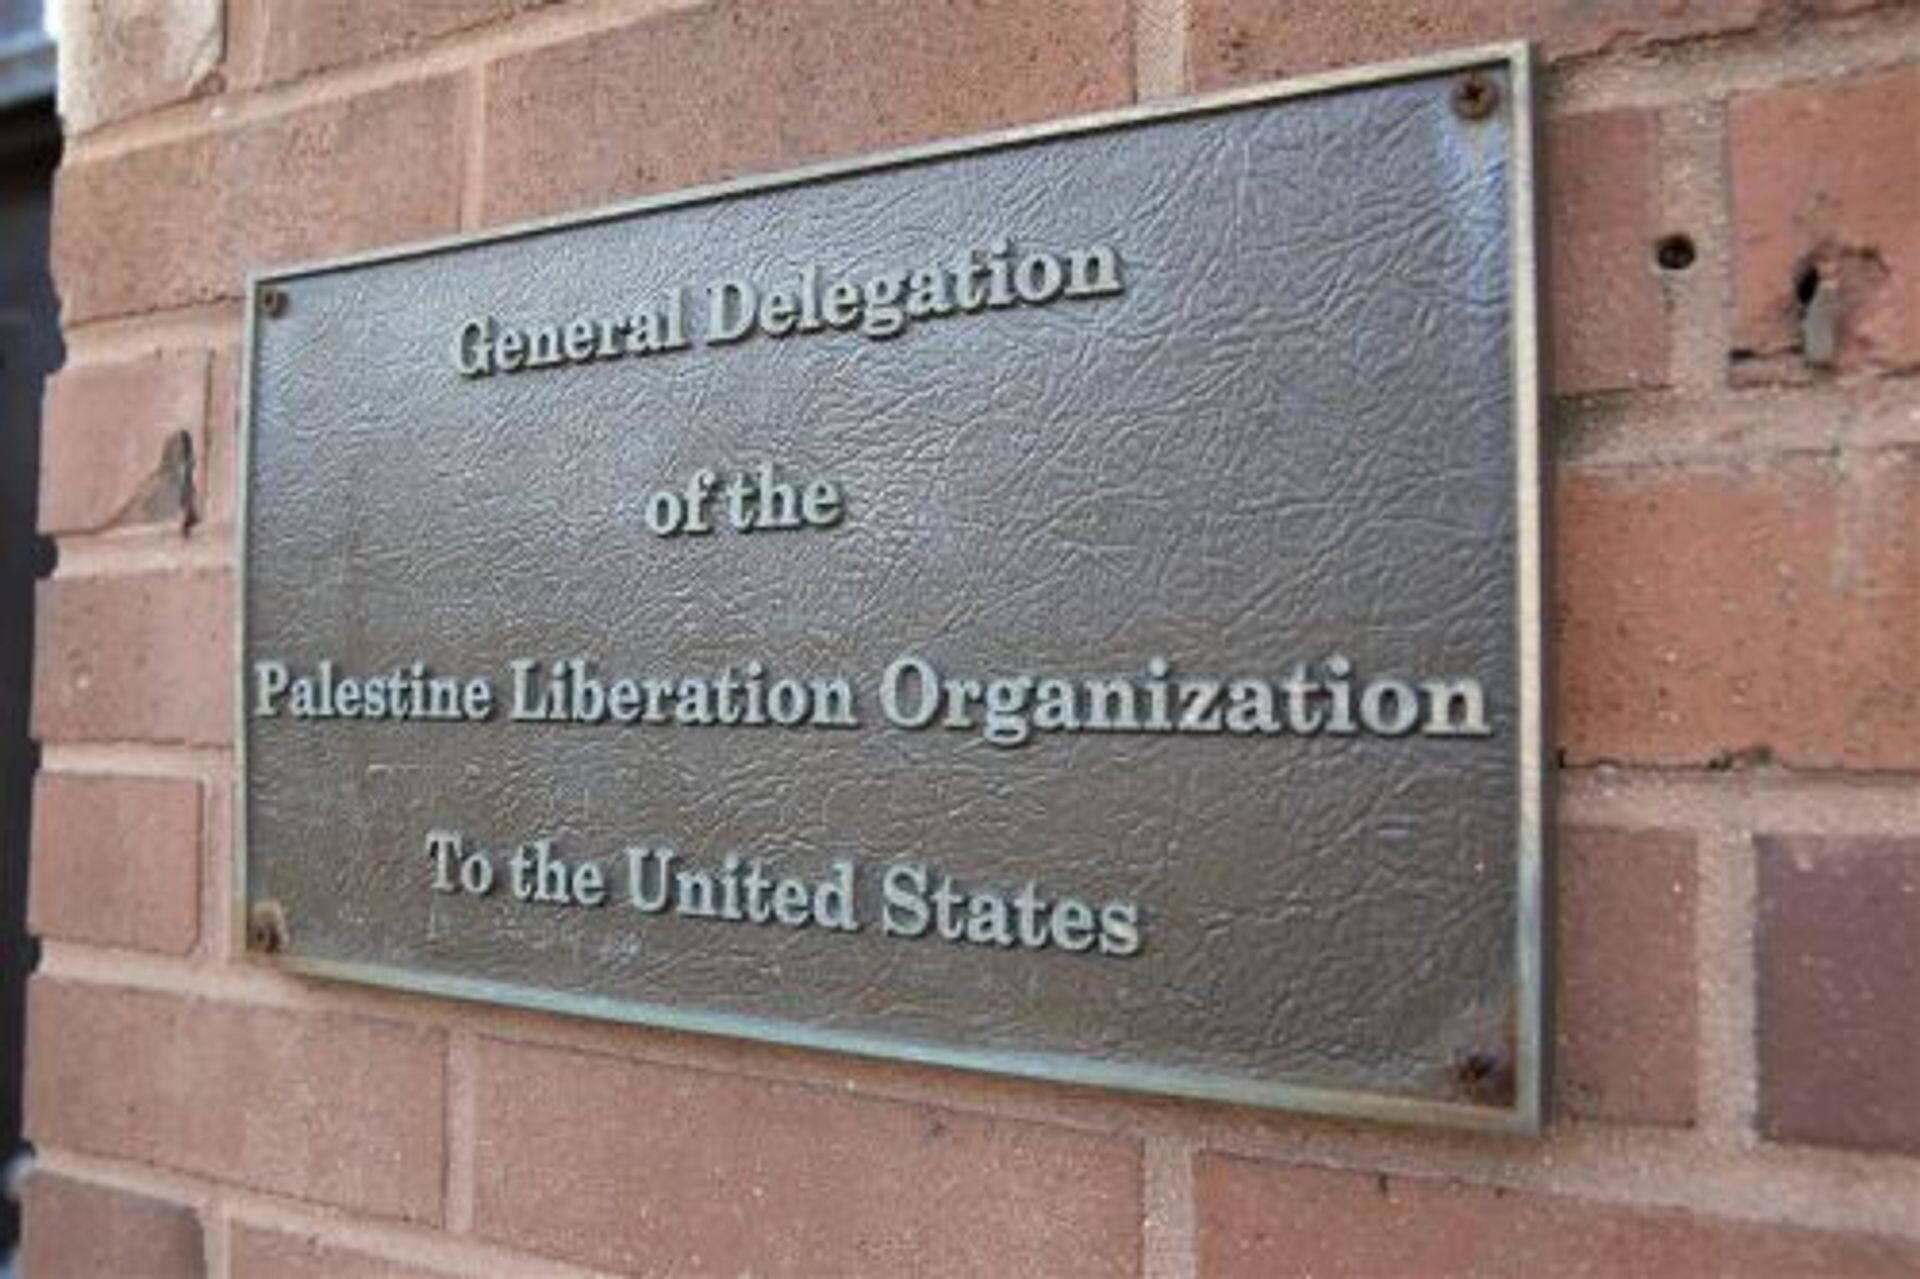 General Delegation
of the
Palestine Liberation Organization
To the United States